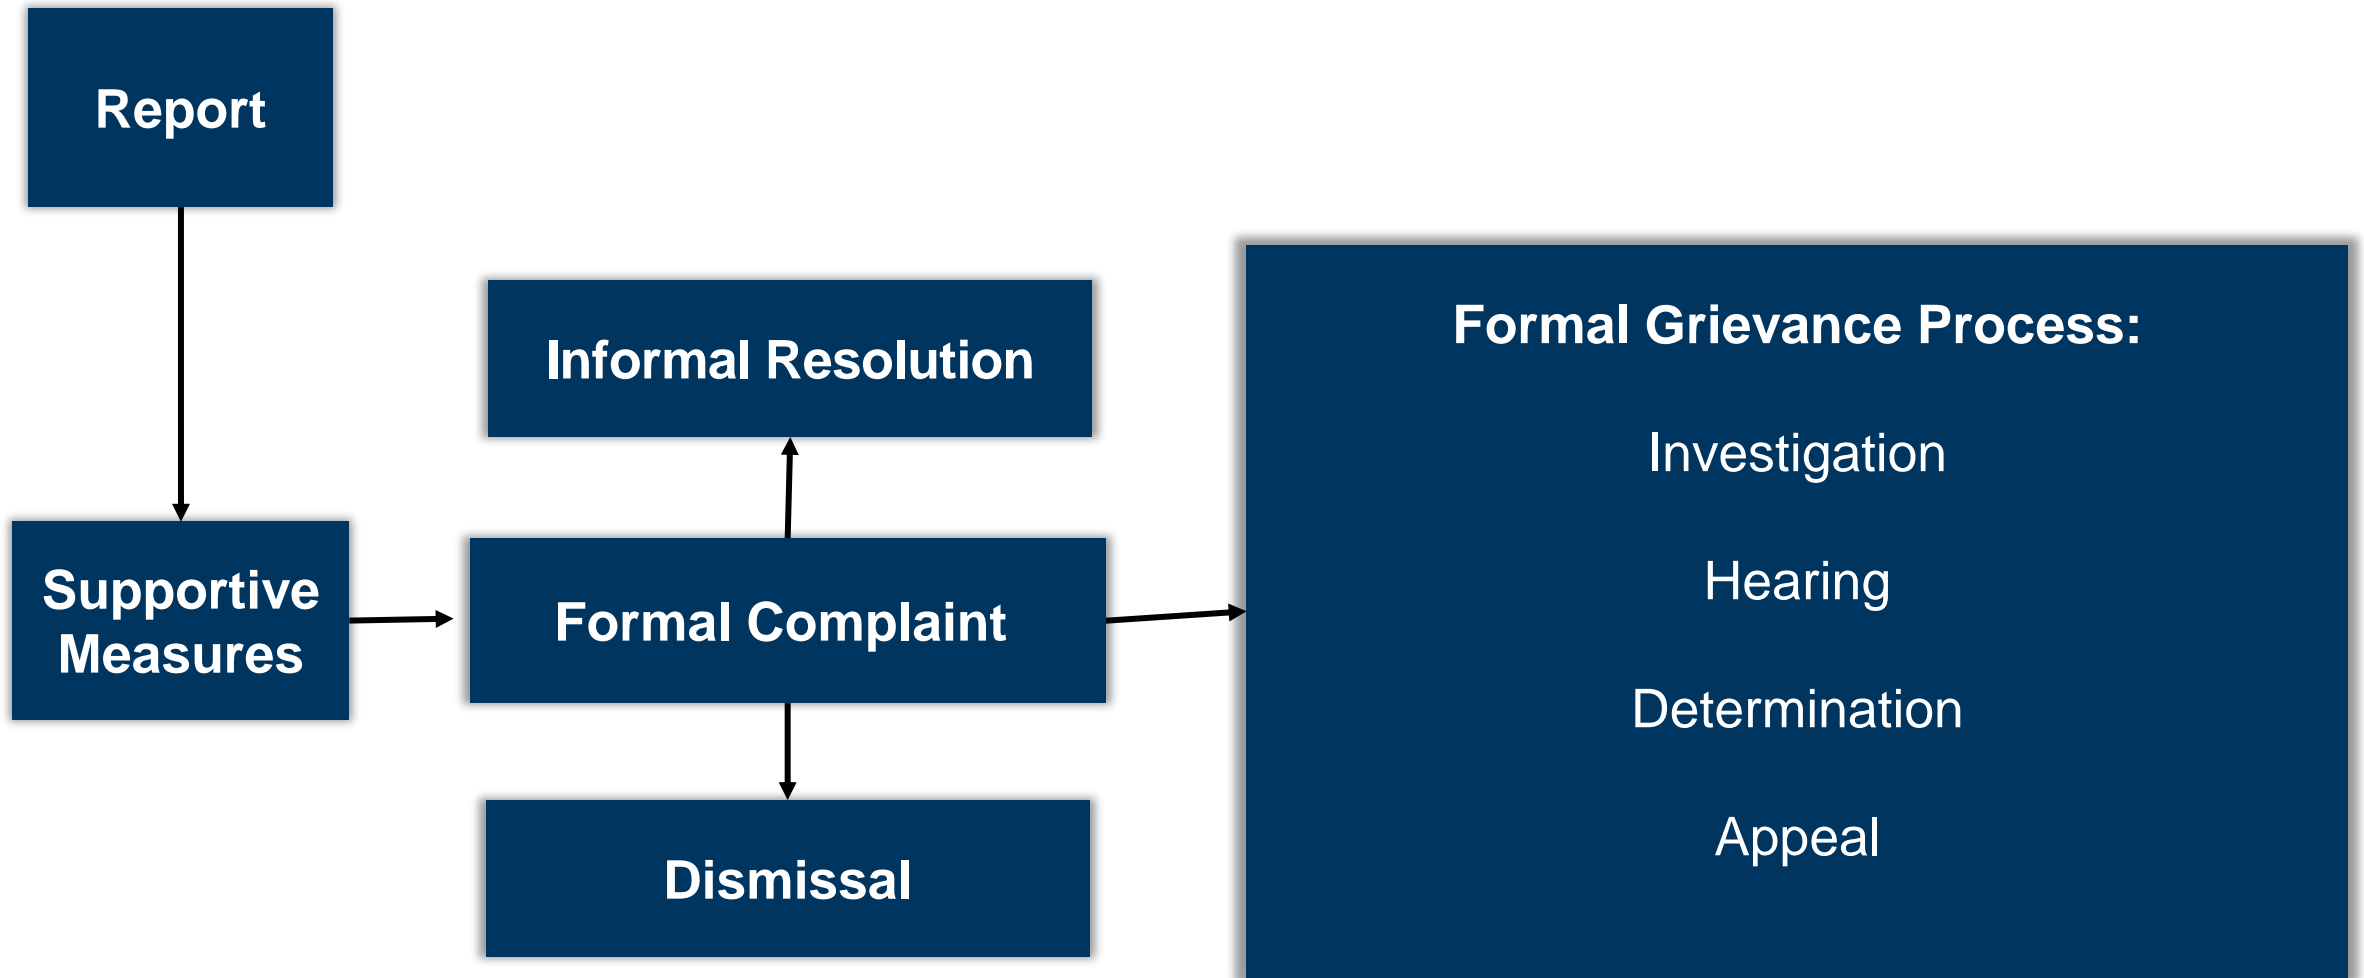 Report
Informal Resolution
Supportive
Measures
Formal Complaint
Dismissal
Formal Grievance Process:
Investigation
Hearing
Determination
Appeal